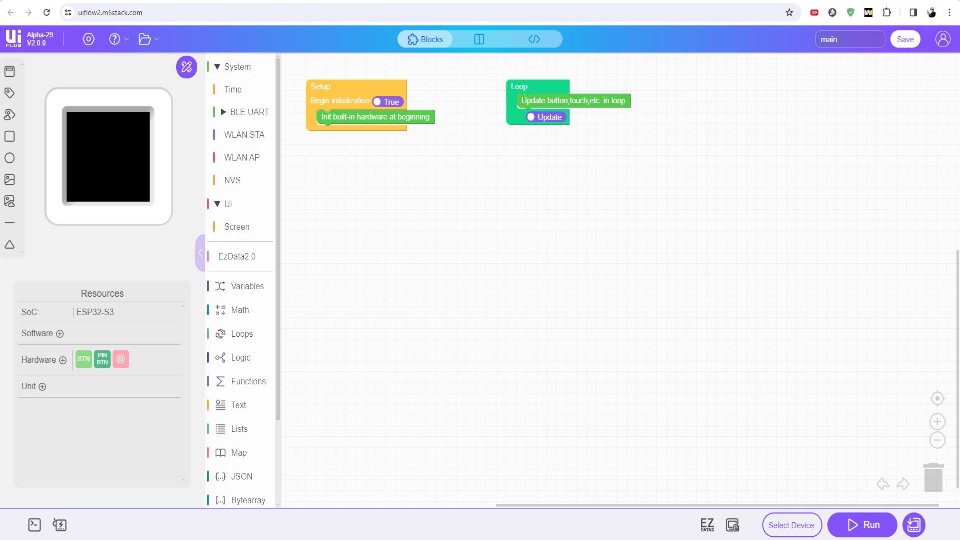 uiflow2.m5stack.com
Ui
FLOW
Alpha-29
V2.0.0
Blocks
main
Save
System
Time
BLE UART
WLAN STA
WLAN AP
NVS
UI
Screen
EzData2.0
Variables
Math
Loops
Logic
Functions
Text
Lists
Map
JSON
Bytearray
Setup
Begin initialization
True
Init built-in hardware at beginning
Loop
Update button,touch,etc. in loop
Update
Resources
SoC:
ESP32-S3
Software
Hardware
BTN
PIN
BTN
Unit
EZ
DATA2
Select Device
Run